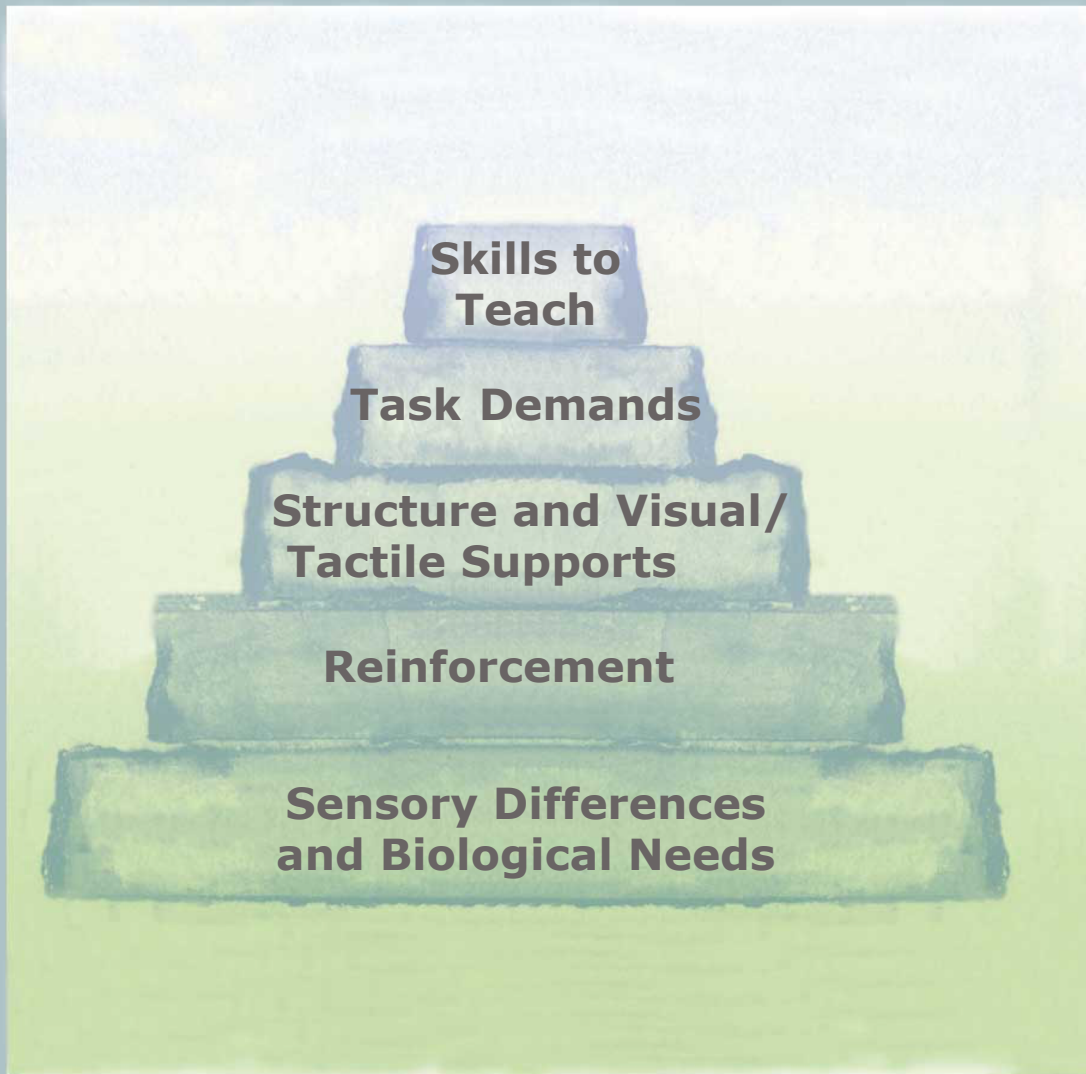 Skills to
Teach
Task Demands
Structure and Visual/
Tactile Supports
Reinforcement
Sensory Differences
and Biological Needs